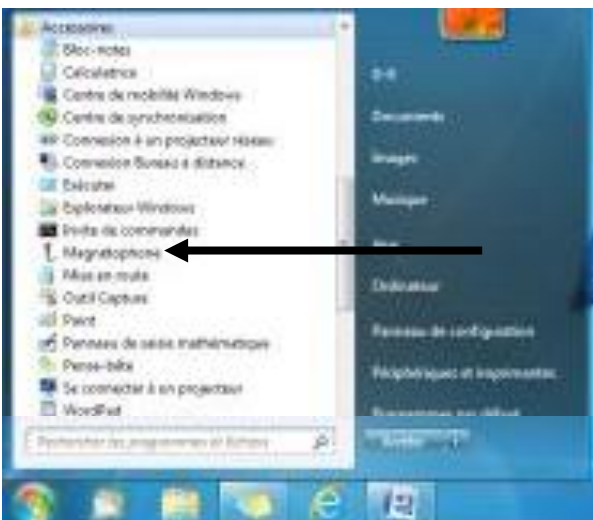 Accessoires
Bloc-notes
Calculatrice
Centre de mobilité Windows
Centre de synchronisation
Connexion à un projecteur réseau
Connexion Bureau à distance
Exécuter
Explorateur Windows
Invite de commandes
Magnétophone
Mise en route
Outil Capture
Paint
Panneau de saisie mathématique
Pense-bête
Se connecter à un projecteur
WordPad
Rechercher les programmes et fichiers
Documents
Images
Musique
Ordinateur
Panneau de configuration
Périphériques et imprimantes
Programmes par défaut